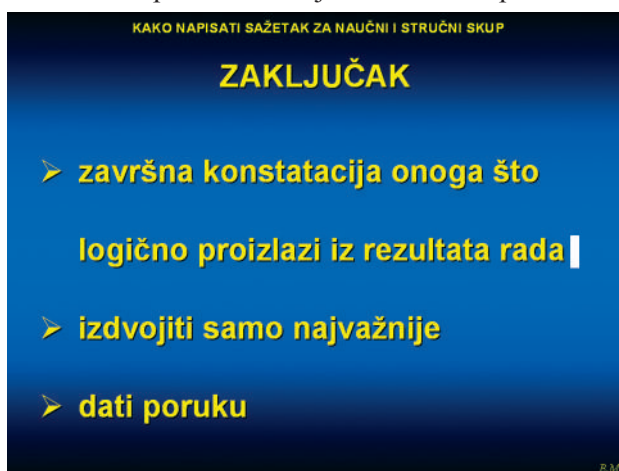 KAKO NAPISATI SAŽETAK ZA NAUČNI I STRUČNI SKUP
ZAKLJUČAK
➢ završna konstatacija onoga što
logično proizlazi iz rezultata rada
➢ izdvojiti samo najvažnije
➢ dati poruku
RM